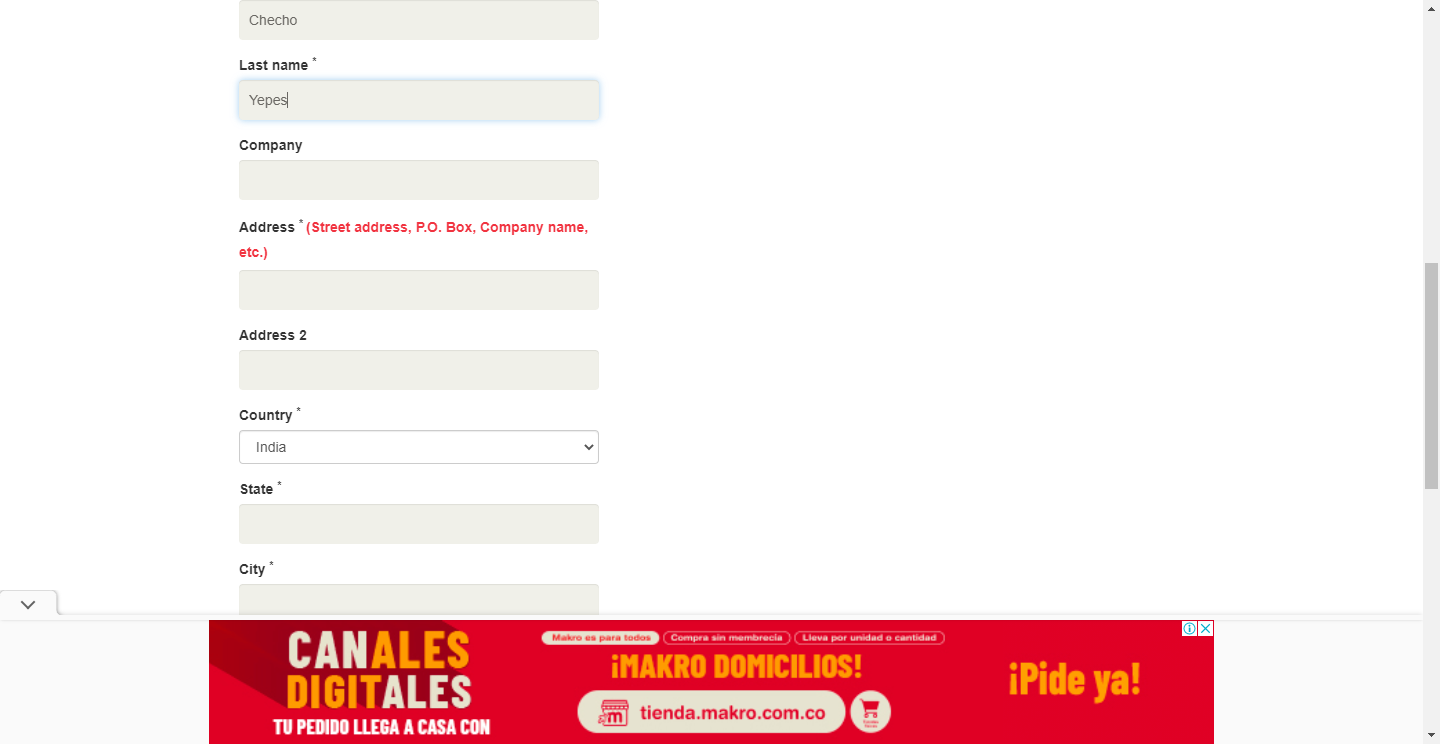 Checho
Last name *
Yepes
Company
Address * (Street address, P.O. Box, Company name,
etc.)
Address 2
Country *
India
State *
City *
CANALES
DIGITALES
TU PEDIDO LLEGA A CASA CON
Makro es para todos
Compra sin membrecía
Lleva por unidad o cantidad
¡MAKRO DOMICILIOS!
m
tienda.makro.com.co
¡Pide ya!